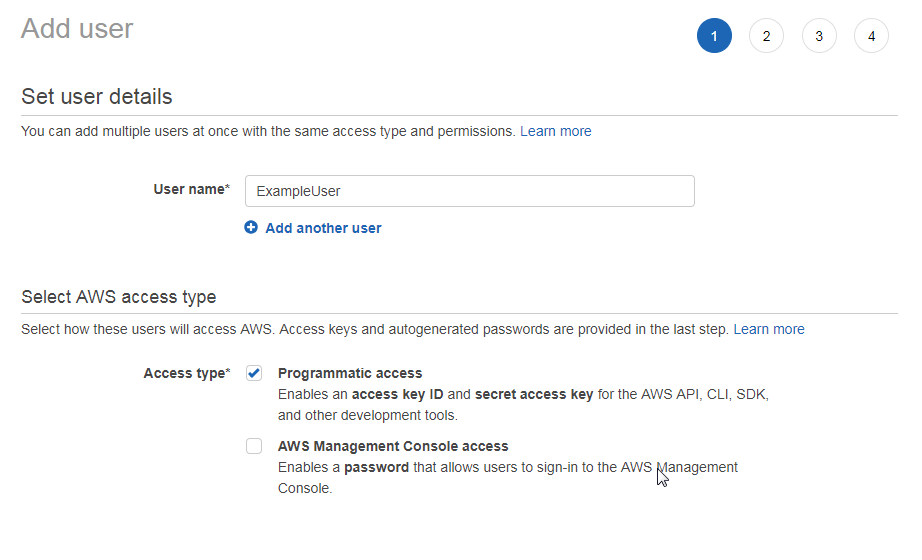 Add user
1 2 3 4
Set user details
You can add multiple users at once with the same access type and permissions. Learn more
User name* ExampleUser
Add another user
Select AWS access type
Select how these users will access AWS. Access keys and autogenerated passwords are provided in the last step. Learn more
Access type* Programmatic access
Enables an access key ID and secret access key for the AWS API, CLI, SDK,
and other development tools.
AWS Management Console access
Enables a password that allows users to sign-in to the AWS Management
Console.